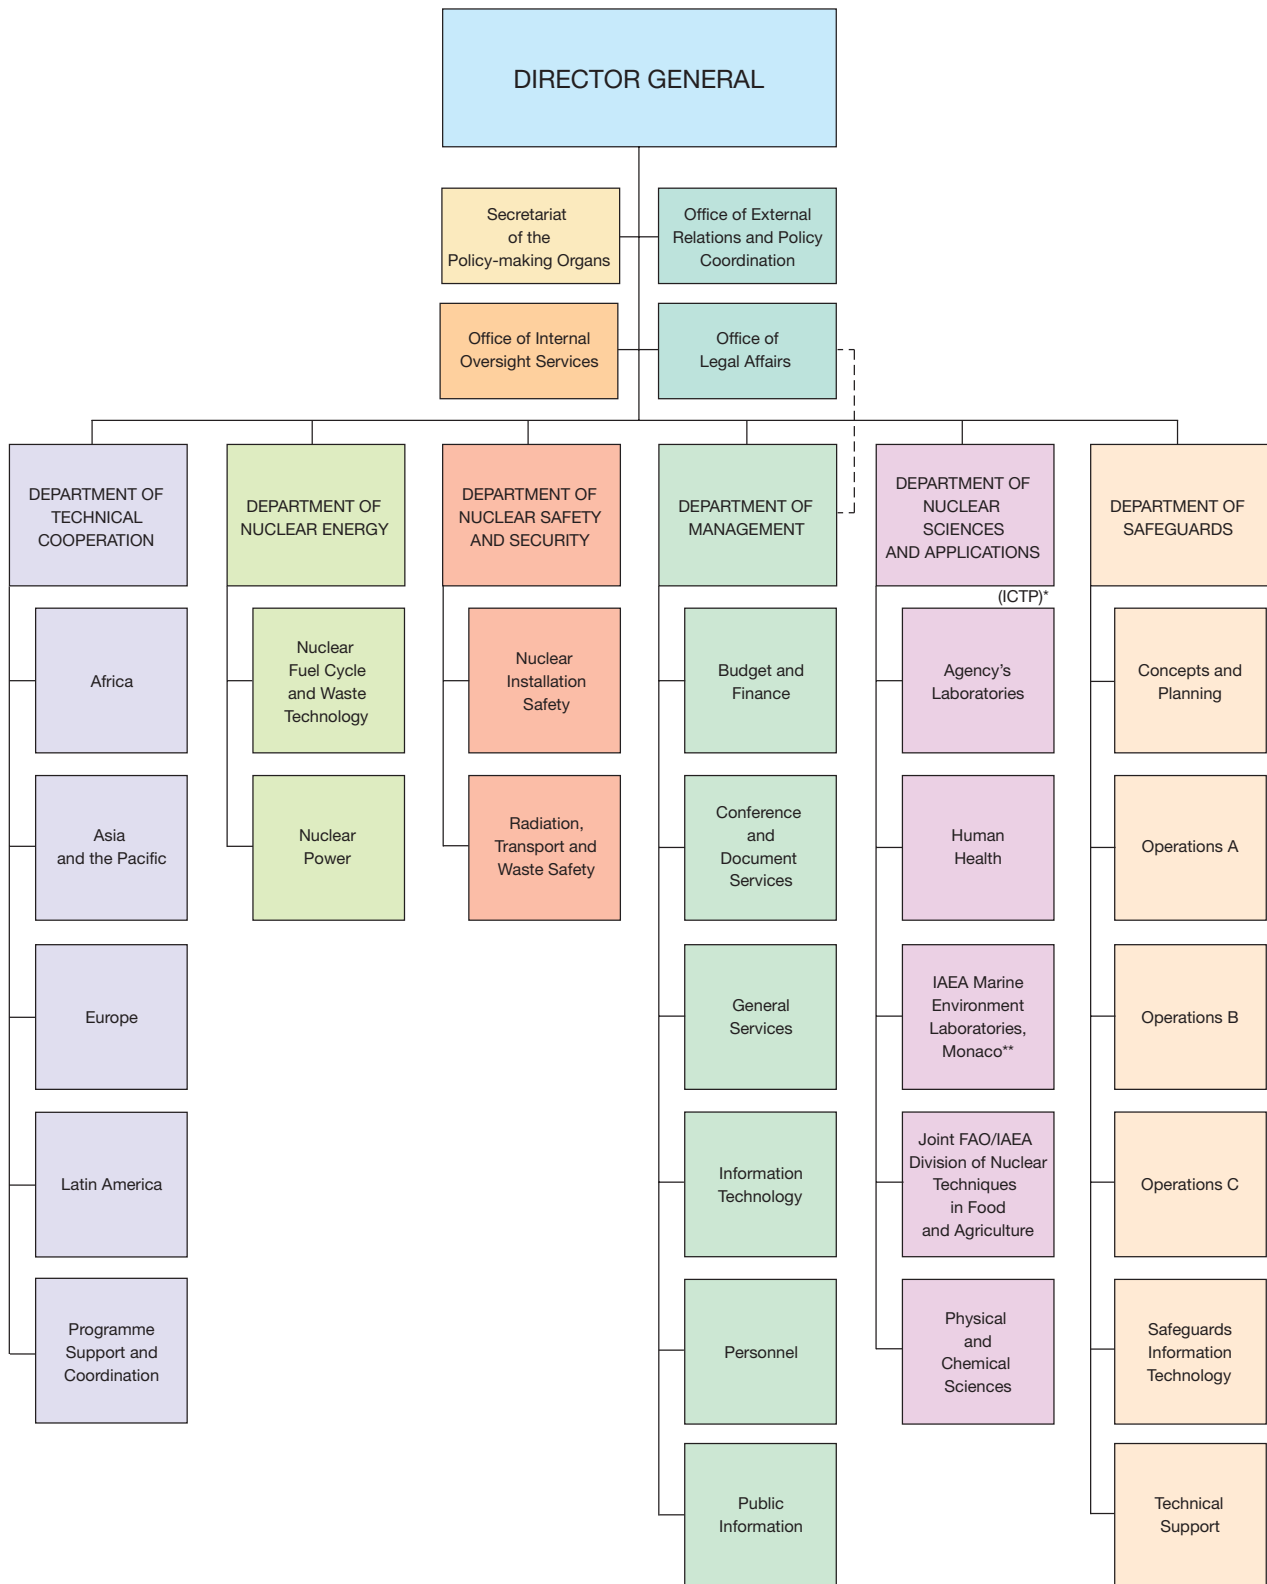 DIRECTOR GENERAL
Secretariat
of the
Policy-making Organs
Office of External
Relations and Policy
Coordination
Office of Internal
Oversight Services
Office of
Legal Affairs
DEPARTMENT OF
TECHNICAL
COOPERATION
DEPARTMENT OF
NUCLEAR ENERGY
DEPARTMENT OF
NUCLEAR SAFETY
AND SECURITY
DEPARTMENT OF
MANAGEMENT
DEPARTMENT OF
NUCLEAR
SCIENCES
AND APPLICATIONS
DEPARTMENT OF
SAFEGUARDS
(ICTP)*
Africa
Nuclear
Fuel Cycle
and Waste
Technology
Nuclear
Installation
Safety
Budget and
Finance
Agency's
Laboratories
Concepts and
Planning
Asia
and the Pacific
Nuclear
Power
Radiation,
Transport and
Waste Safety
Conference
and
Document
Services
Human
Health
Operations A
Europe
General
Services
IAEA Marine
Environment
Laboratories,
Monaco**
Operations B
Latin America
Information
Technology
Joint FAO/IAEA
Division of Nuclear
Techniques
in Food
and Agriculture
Operations C
Programme
Support and
Coordination
Personnel
Physical
and
Chemical
Sciences
Safeguards
Information
Technology
Public
Information
Technical
Support